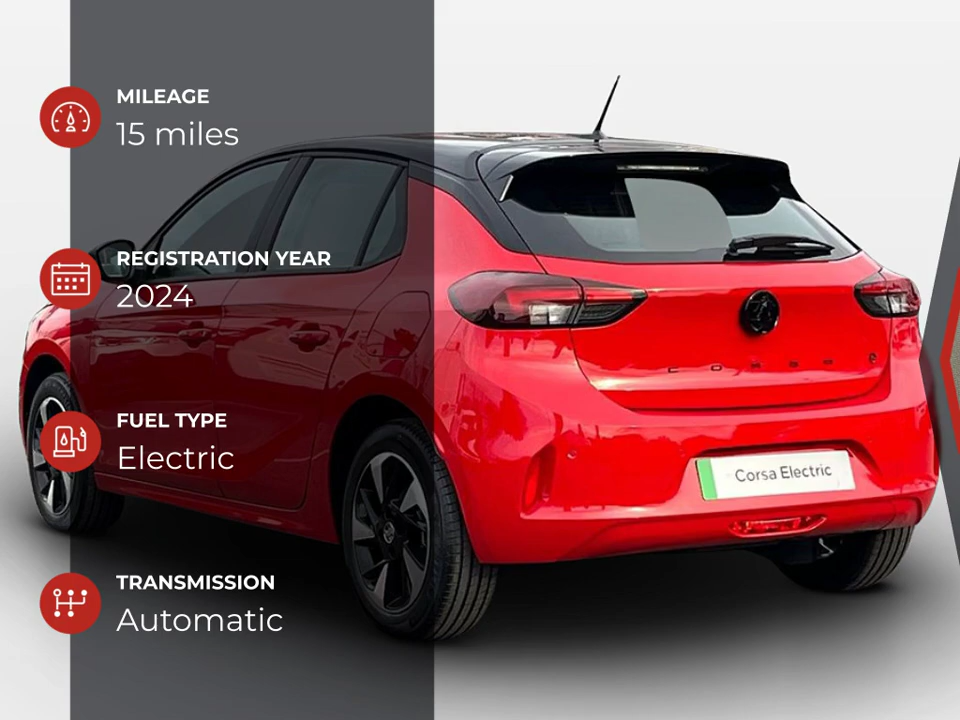 MILEAGE
15 miles
REGISTRATION YEAR
2024
FUEL TYPE
Electric
TRANSMISSION
Automatic
CORSA e
Corsa Electric